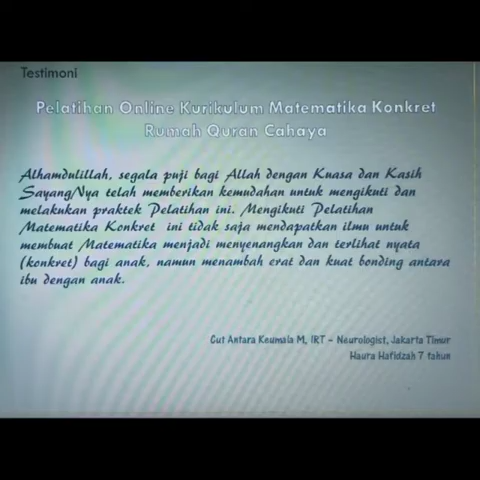 Testimoni
Pelatihan Online Kurikulum Matematika Konkret
Rumah Quran Cahaya
Alhamdulillah, segala puji bagi Allah dengan Kuasa dan Kasih
Sayang/Nya telah memberikan kemudahan untuk mengikuti dan
melakukan praktek Pelatihan ini. Mengikuti Pelatihan
Matematika Konkret ini tidak saja mendapatkan ilmu untuk
membuat Matematika menjadi menyenangkan dan terlihat nyata
(konkret) bagi anak, namun menambah erat dan kuat bonding antara
ibu dengan anak.
Cut Antara Keumala M, IRT - Neurologist, Jakarta Timur
Haura Hafidzah 7 tahun